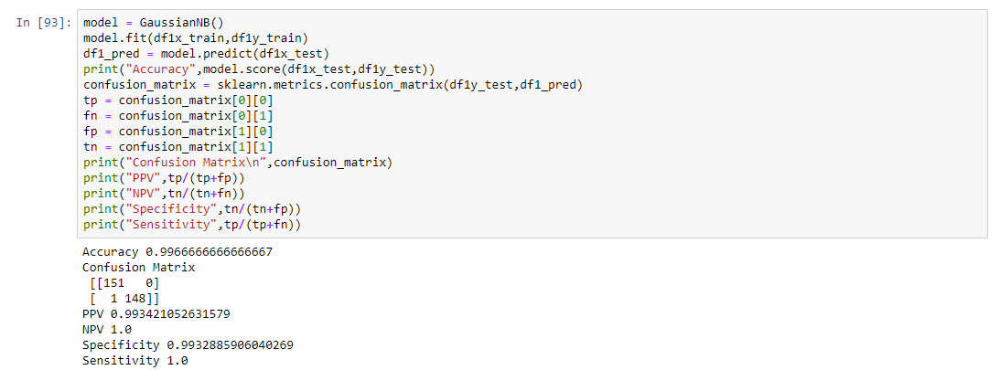 In [93]: model = GaussianNB()
model.fit(df1x_train,df1y_train)
df1_pred = model.predict(df1x_test)
print("Accuracy",model.score(df1x_test,df1y_test))
confusion_matrix = sklearn.metrics.confusion_matrix(df1y_test,df1_pred)
tp = confusion_matrix[0][0]
fn = confusion_matrix[0][1]
fp = confusion_matrix[1][0]
tn = confusion_matrix[1][1]
print("Confusion Matrix\n",confusion_matrix)
print("PPV",tp/(tp+fp))
print("NPV",tn/(tn+fn))
print("Specificity",tn/(tn+fp))
print("Sensitivity",tp/(tp+fn))
Accuracy 0.9966666666666667
Confusion Matrix
[[151   0]
[  1 148]]
PPV 0.993421052631579
NPV 1.0
Specificity 0.9932885906040269
Sensitivity 1.0